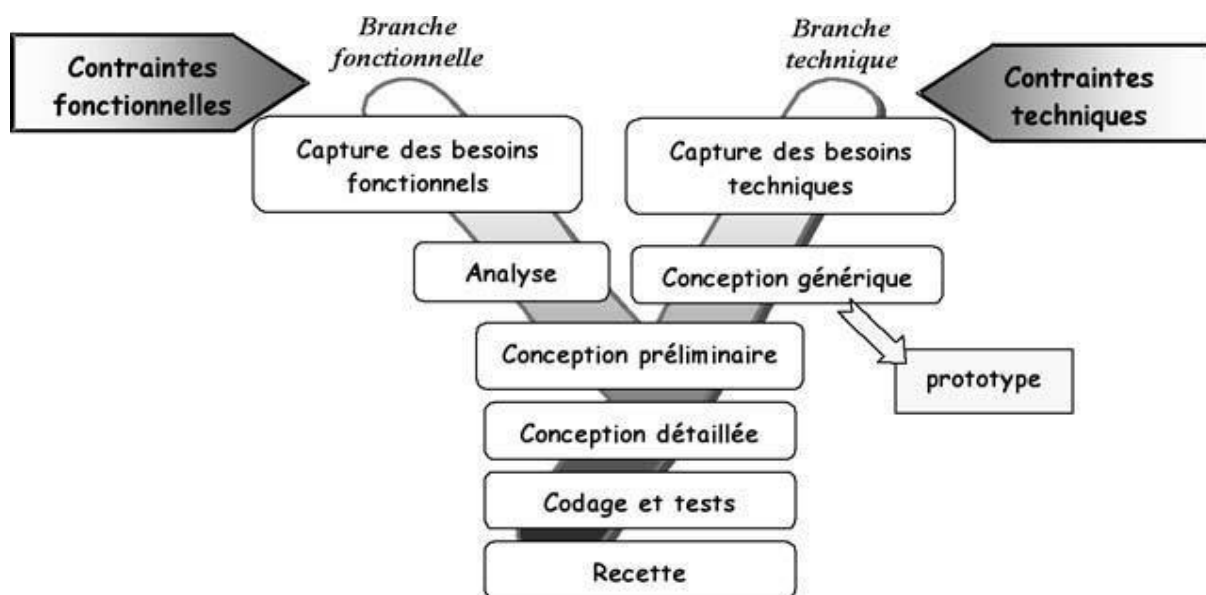 Branche
fonctionnelle
Branche
technique
Contraintes
fonctionnelles
Contraintes
techniques
Capture des besoins
fonctionnels
Capture des besoins
techniques
Analyse
Conception générique
Conception préliminaire
prototype
Conception détaillée
Codage et tests
Recette